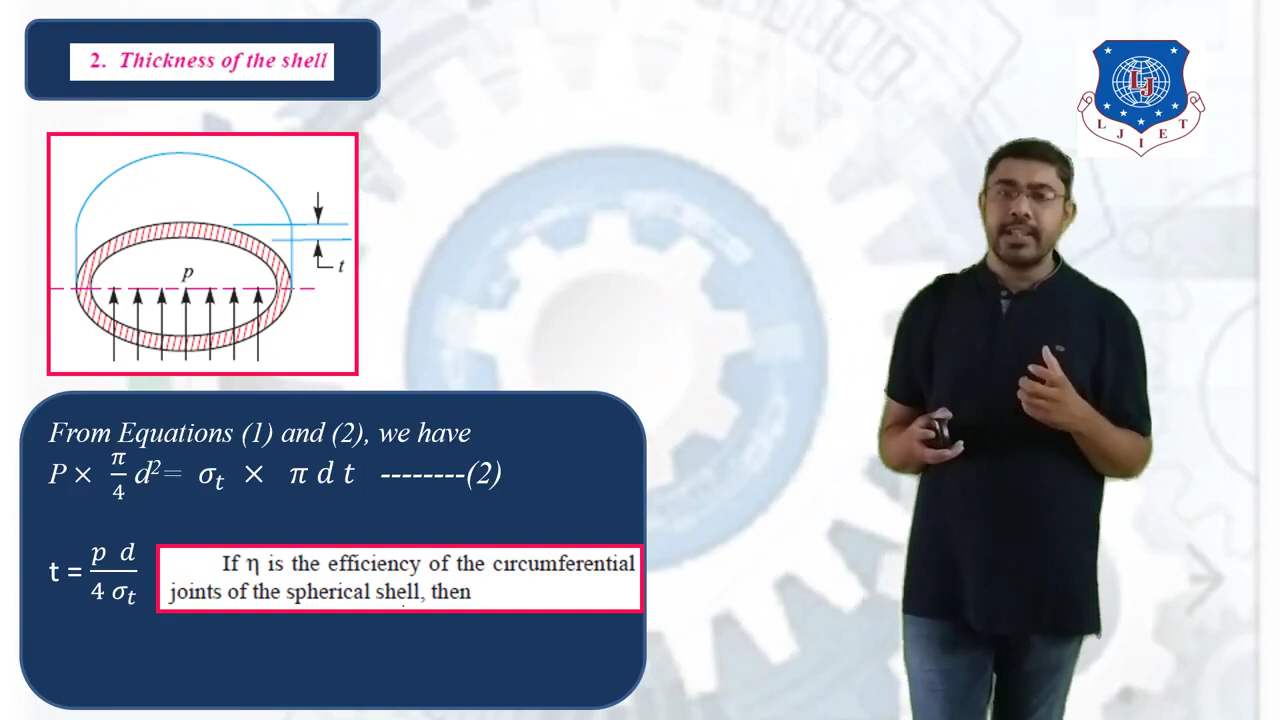 2. Thickness of the shell
p
t
From Equations (1) and (2), we have
P × π/4 d²= σₜ × π d t --------(2)
t = p d / 4 σₜ
If η is the efficiency of the circumferential
joints of the spherical shell, then
LJ
L J I E T